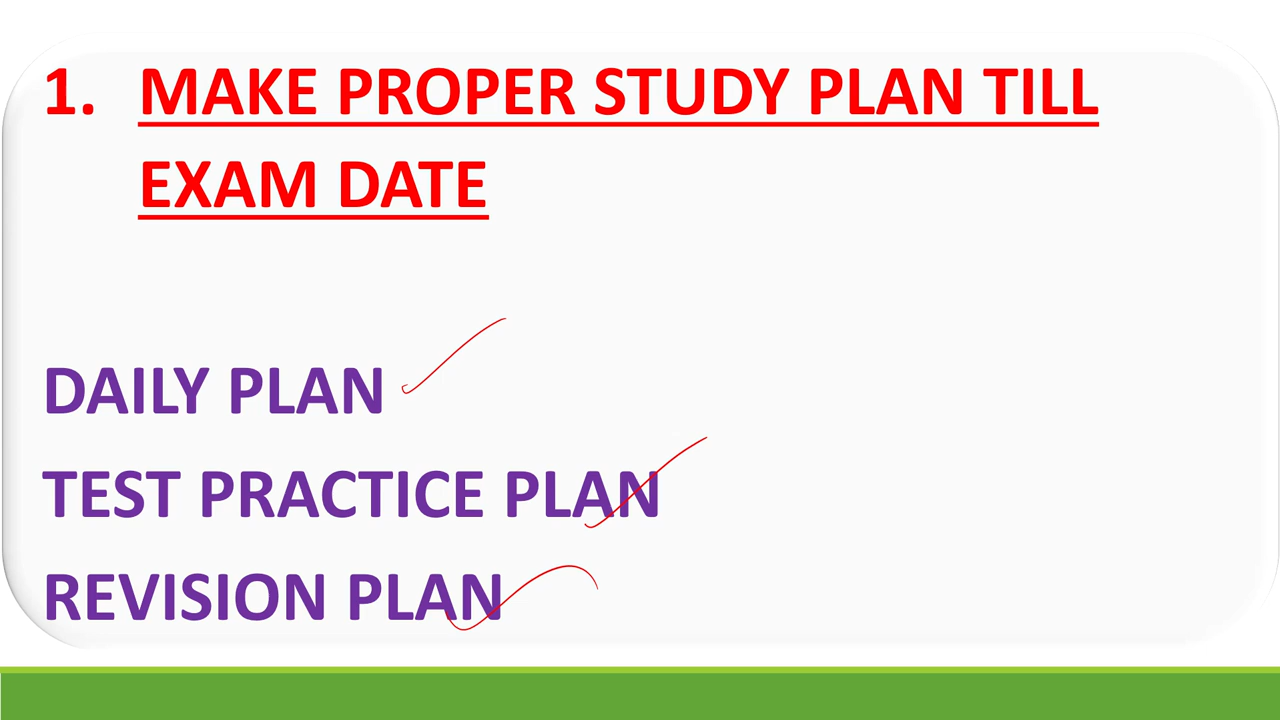 1. MAKE PROPER STUDY PLAN TILL
EXAM DATE
DAILY PLAN
TEST PRACTICE PLAN
REVISION PLAN